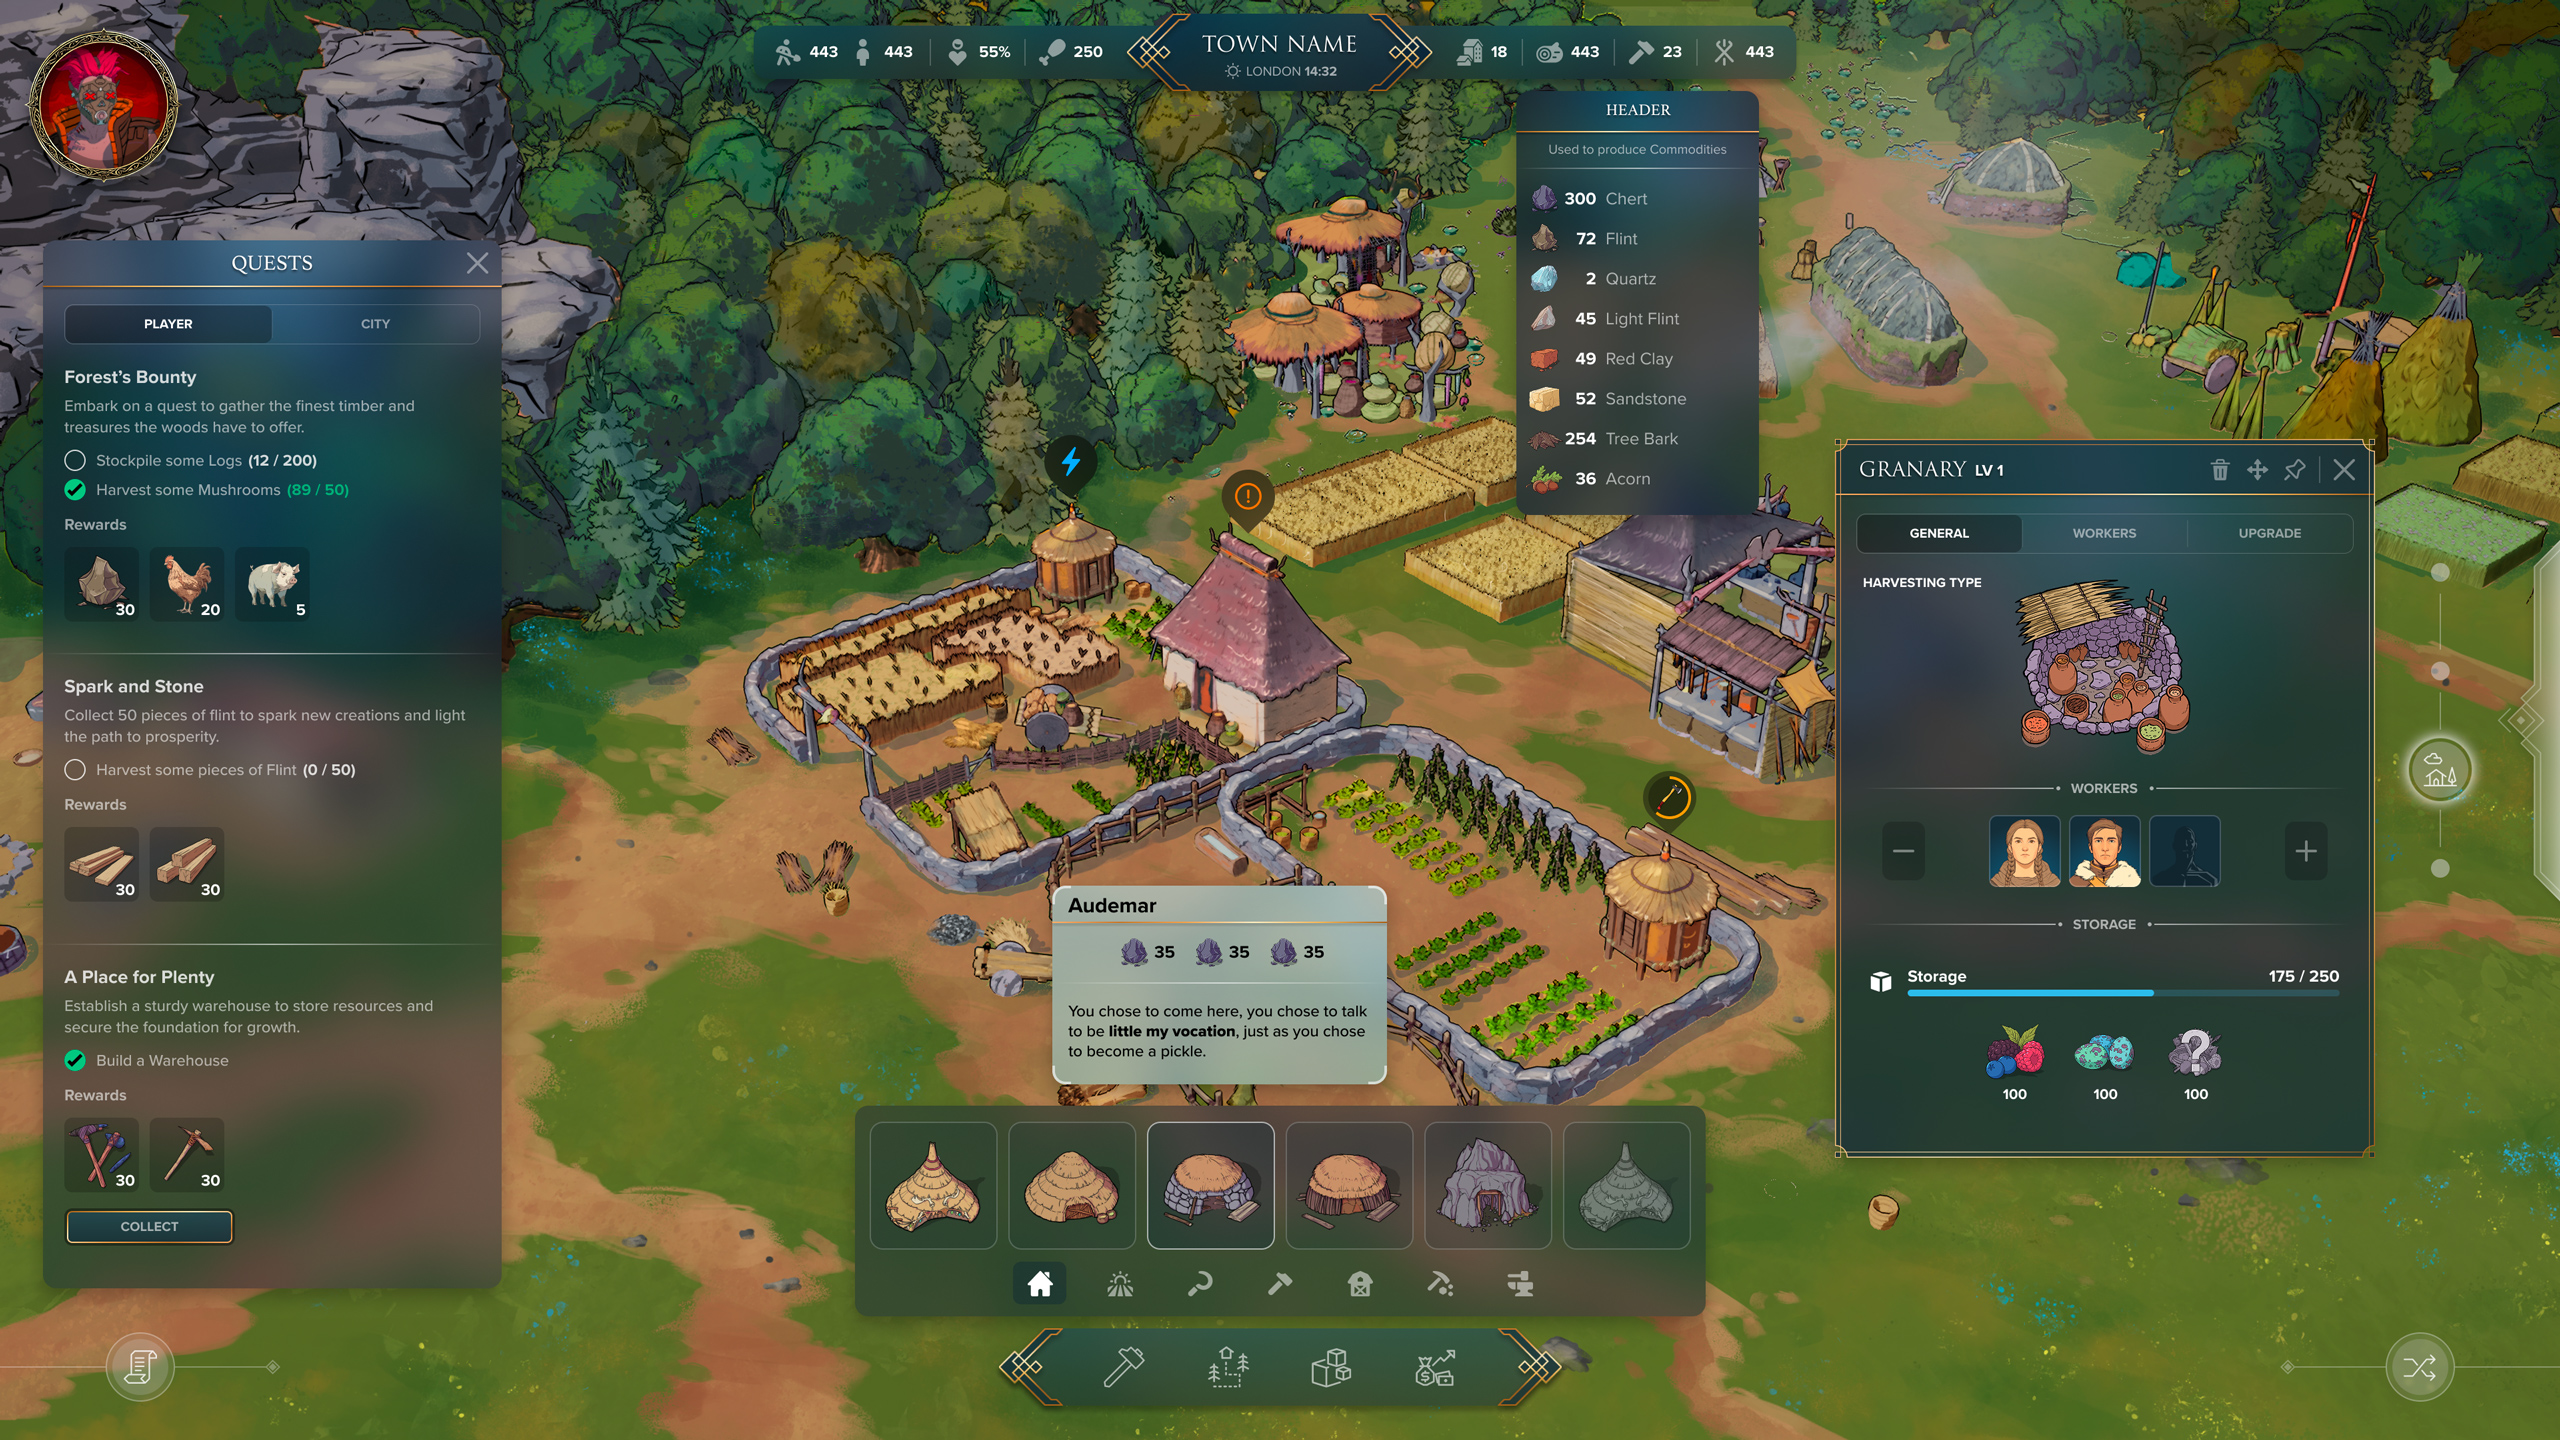 443
443
55%
250
TOWN NAME
LONDON 14:32
18
443
23
443
HEADER
Used to produce Commodities
300 Chert
72 Flint
2 Quartz
45 Light Flint
49 Red Clay
52 Sandstone
254 Tree Bark
36 Acorn
QUESTS
PLAYER
CITY
Forest's Bounty
Embark on a quest to gather the finest timber and
treasures the woods have to offer.
Stockpile some Logs (12 / 200)
Harvest some Mushrooms (89 / 50)
Rewards
30
20
5
Spark and Stone
Collect 50 pieces of flint to spark new creations and light
the path to prosperity.
Harvest some pieces of Flint (0 / 50)
Rewards
30
30
A Place for Plenty
Establish a sturdy warehouse to store resources and
secure the foundation for growth.
Build a Warehouse
Rewards
30
30
COLLECT
Audemar
35
35
35
You chose to come here, you chose to talk
to be little my vocation, just as you chose
to become a pickle.
GRANARY LV 1
GENERAL
WORKERS
UPGRADE
HARVESTING TYPE
WORKERS
STORAGE
Storage
175 / 250
100
100
100